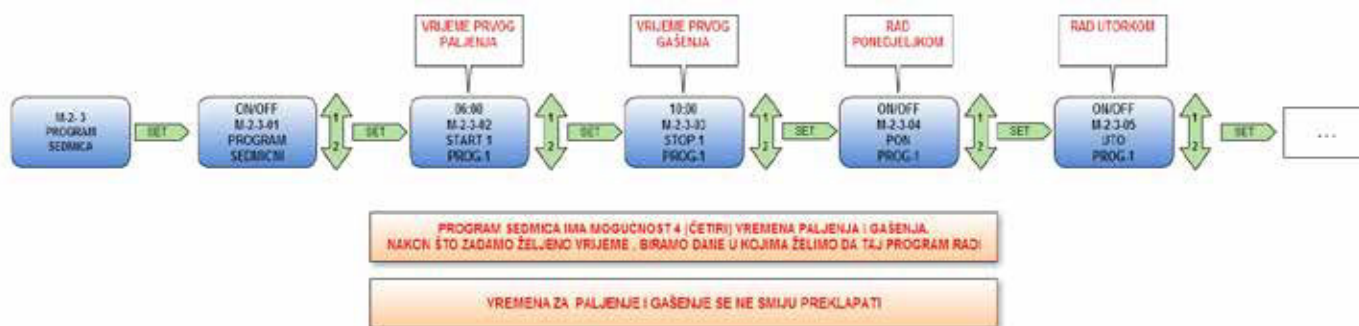 VRIJEME PRVOG
PALJENJA
VRIJEME PRVOG
GAŠENJA
RAD
PONEDJELJKOM
RAD UTORKOM
M-2- 3
PROGRAM
SEDMICA
SET
ON/OFF
M-2-3-01
PROGRAM
SEDMICNI
1
2
SET
06:00
M-2-3-02
START 1
PROG.1
1
2
SET
10:00
M-2-3-03
STOP 1
PROG.1
1
2
SET
ON/OFF
M-2-3-04
PON
PROG-1
1
2
SET
ON/OFF
M-2-3-05
UTO
PROG-1
1
2
SET
...
PROGRAM SEDMICA IMA MOGUĆNOST 4 (ČETIRI) VREMENA PALJENJA I GAŠENJA.
NAKON ŠTO ZADAMO ŽELJENO VRIJEME , BIRAMO DANE U KOJIMA ŽELIMO DA TAJ PROGRAM RADI
VREMENA ZA PALJENJE I GAŠENJE SE NE SMIJU PREKLAPATI